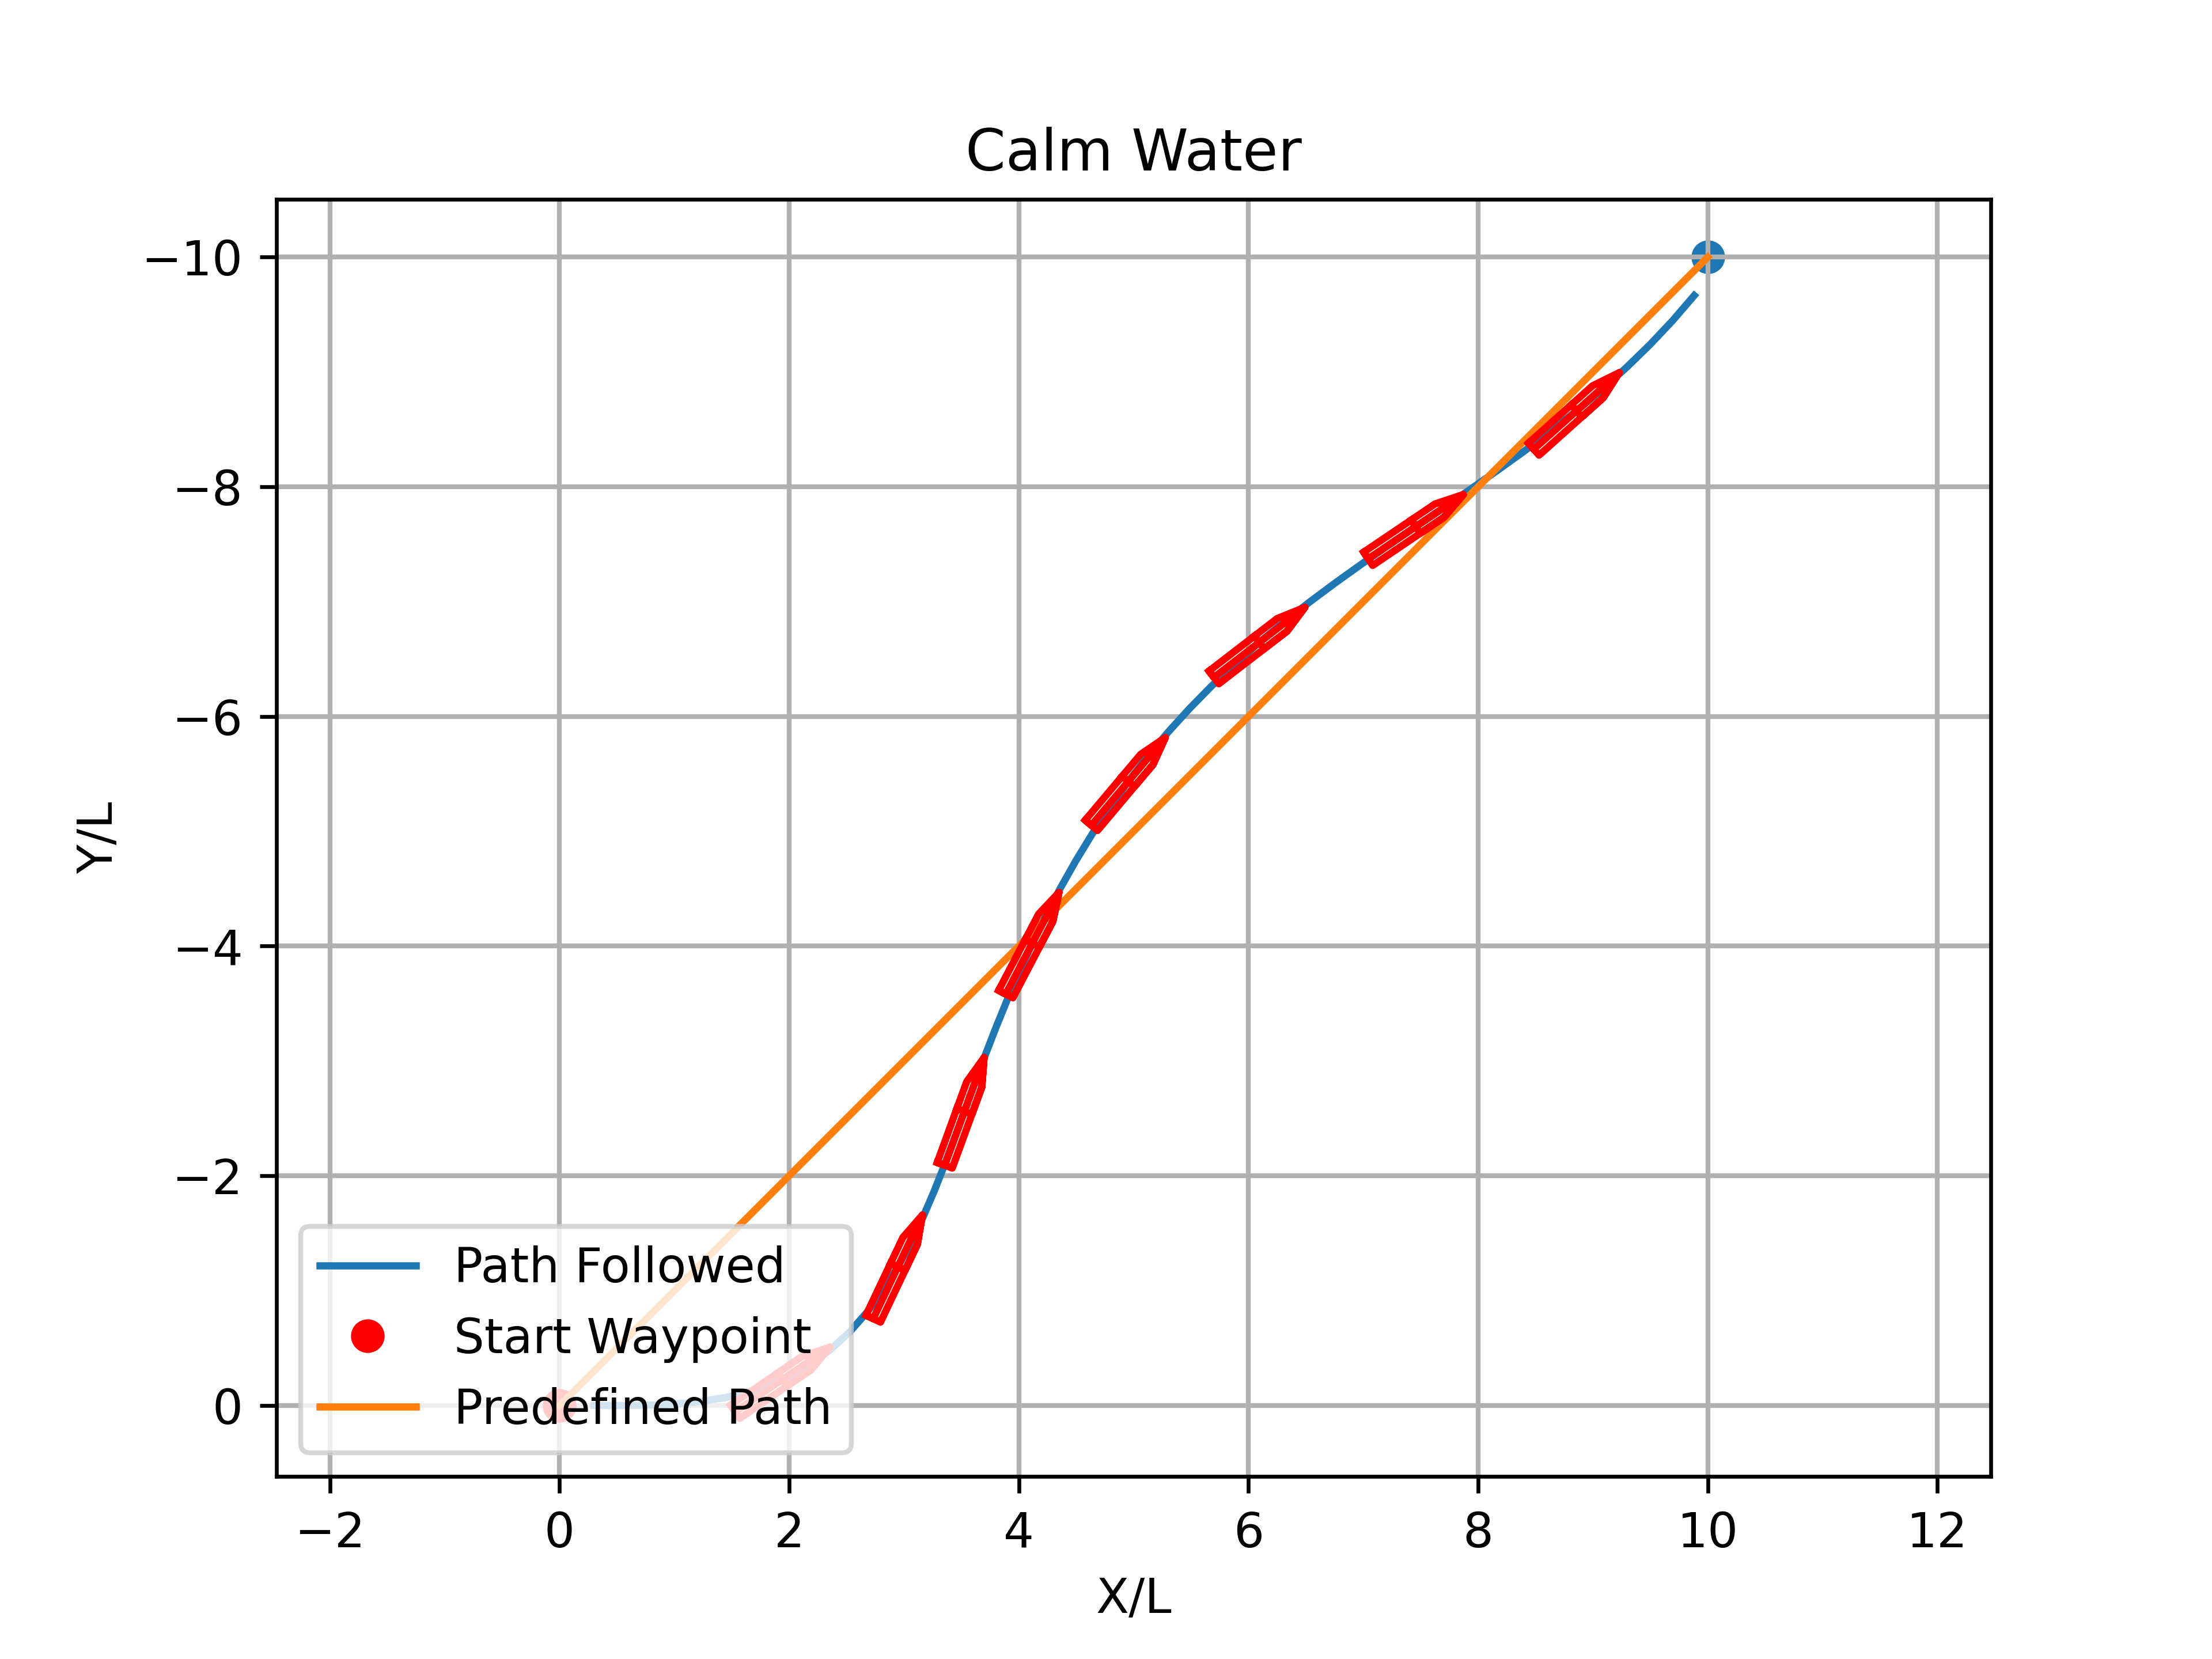 Calm Water
−10
−8
−6
−4
−2
0
Y/L
Path Followed
Start Waypoint
Predefined Path
−2 0 2 4 6 8 10 12
X/L